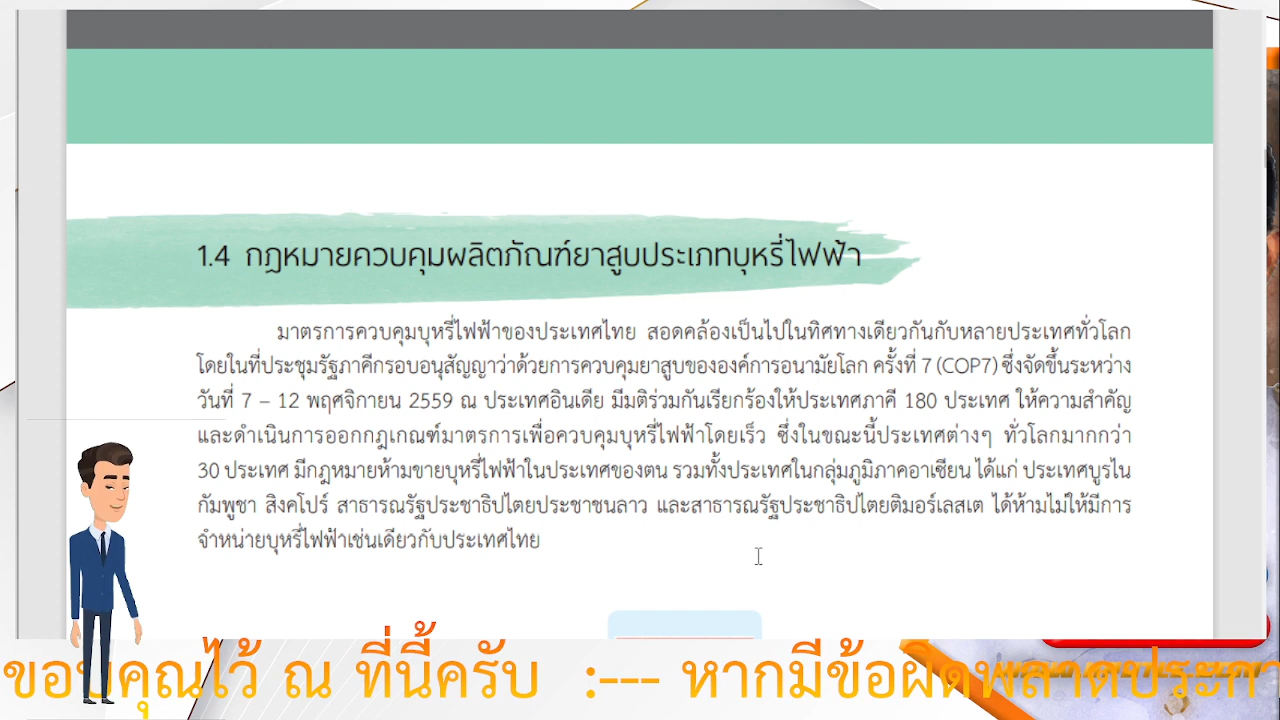 1.4 กฎหมายควบคุมผลิตภัณฑ์ยาสูบประเภทบุหรี่ไฟฟ้า
มาตรการควบคุมบุหรี่ไฟฟ้าของประเทศไทย สอดคล้องเป็นไปในทิศทางเดียวกันกับหลายประเทศทั่วโลก
โดยในที่ประชุมรัฐภาคีกรอบอนุสัญญาว่าด้วยการควบคุมยาสูบขององค์การอนามัยโลก ครั้งที่ 7 (COP7) ซึ่งจัดขึ้นระหว่าง
วันที่ 7 – 12 พฤศจิกายน 2559 ณ ประเทศอินเดีย มีมติร่วมกันเรียกร้องให้ประเทศภาคี 180 ประเทศ ให้ความสำคัญ
และดำเนินการออกกฎเกณฑ์มาตรการเพื่อควบคุมบุหรี่ไฟฟ้าโดยเร็ว ซึ่งในขณะนี้ประเทศต่างๆ ทั่วโลกมากกว่า
30 ประเทศ มีกฎหมายห้ามขายบุหรี่ไฟฟ้าในประเทศของตน รวมทั้งประเทศในกลุ่มภูมิภาคอาเซียน ได้แก่ ประเทศบรูไน
กัมพูชา สิงคโปร์ สาธารณรัฐประชาธิปไตยประชาชนลาว และสาธารณรัฐประชาธิปไตยติมอร์เลสเต ได้ห้ามไม่ให้มีการ
จำหน่ายบุหรี่ไฟฟ้าเช่นเดียวกับประเทศไทย
ขอบคุณไว้ ณ ที่นี้ครับ :--- หากมีข้อผิดพลาดประกา